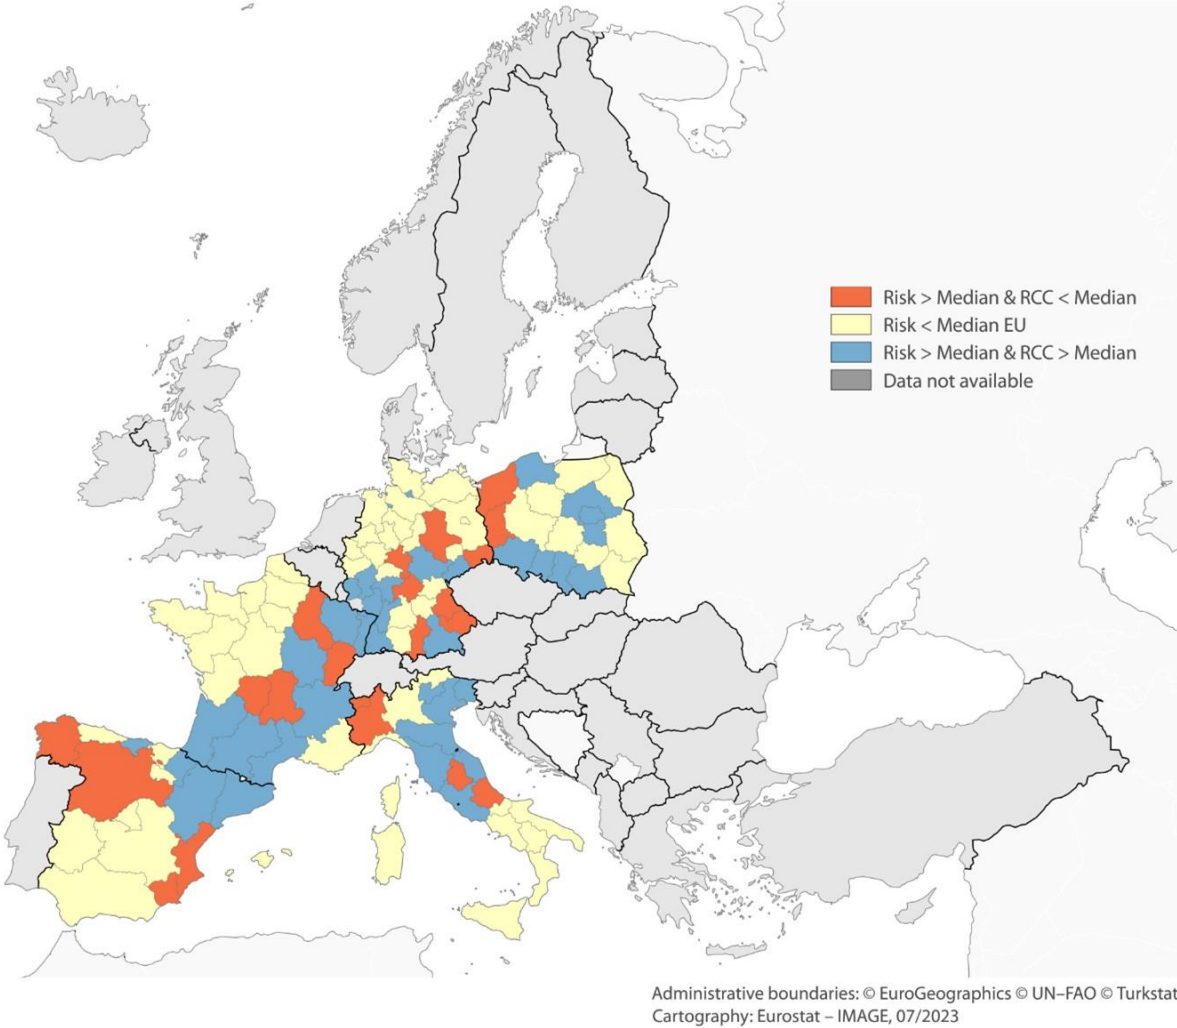 Risk > Median & RCC < Median
Risk < Median EU
Risk > Median & RCC > Median
Data not available
Administrative boundaries: © EuroGeographics © UN–FAO © Turkstat
Cartography: Eurostat – IMAGE, 07/2023